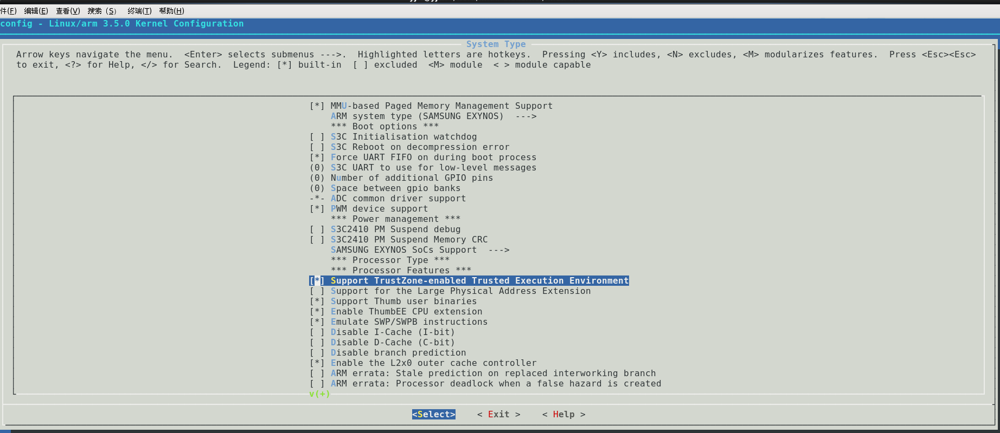 件(F) 编辑(E) 查看(V) 搜索 (S) 终端(T) 帮助(H)
config - Linux/arm 3.5.0 Kernel Configuration
System Type
Arrow keys navigate the menu.  <Enter> selects submenus --->.  Highlighted letters are hotkeys.  Pressing <Y> includes, <N> excludes, <M> modularizes features.  Press <Esc><Esc>
to exit, <?> for Help, </> for Search.  Legend: [*] built-in  [ ] excluded  <M> module  < > module capable
[*] MMU-based Paged Memory Management Support
ARM system type (SAMSUNG EXYNOS)  --->
*** Boot options ***
[ ] S3C Initialisation watchdog
[ ] S3C Reboot on decompression error
[*] Force UART FIFO on during boot process
(0) S3C UART to use for low-level messages
(0) Number of additional GPIO pins
(0) Space between gpio banks
-*- ADC common driver support
[*] PWM device support
*** Power management ***
[ ] S3C2410 PM Suspend debug
[ ] S3C2410 PM Suspend Memory CRC
SAMSUNG EXYNOS SoCs Support  --->
*** Processor Type ***
*** Processor Features ***
[*] Support TrustZone-enabled Trusted Execution Environment
[ ] Support for the Large Physical Address Extension
[*] Support Thumb user binaries
[*] Enable ThumbEE CPU extension
[*] Emulate SWP/SWPB instructions
[ ] Disable I-Cache (I-bit)
[ ] Disable D-Cache (C-bit)
[ ] Disable branch prediction
[*] Enable the L2x0 outer cache controller
[ ] ARM errata: Stale prediction on replaced interworking branch
[ ] ARM errata: Processor deadlock when a false hazard is created
v(+)
<Select>    < Exit >    < Help >